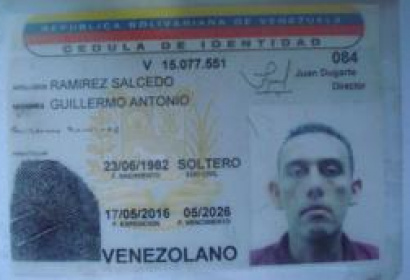 REPUBLICA BOLIVARIANA DE VENEZUELA
CEDULA DE IDENTIDAD
V 15.077.551
084
APELLIDOS RAMIREZ SALCEDO
Juan Dugarte
Director
NOMBRES GUILLERMO ANTONIO
23/06/1982 SOLTERO
F. NACIMIENTO EDO CIVIL
17/05/2016 05/2026
F. EXPEDICION F. VENCIMIENTO
VENEZOLANO